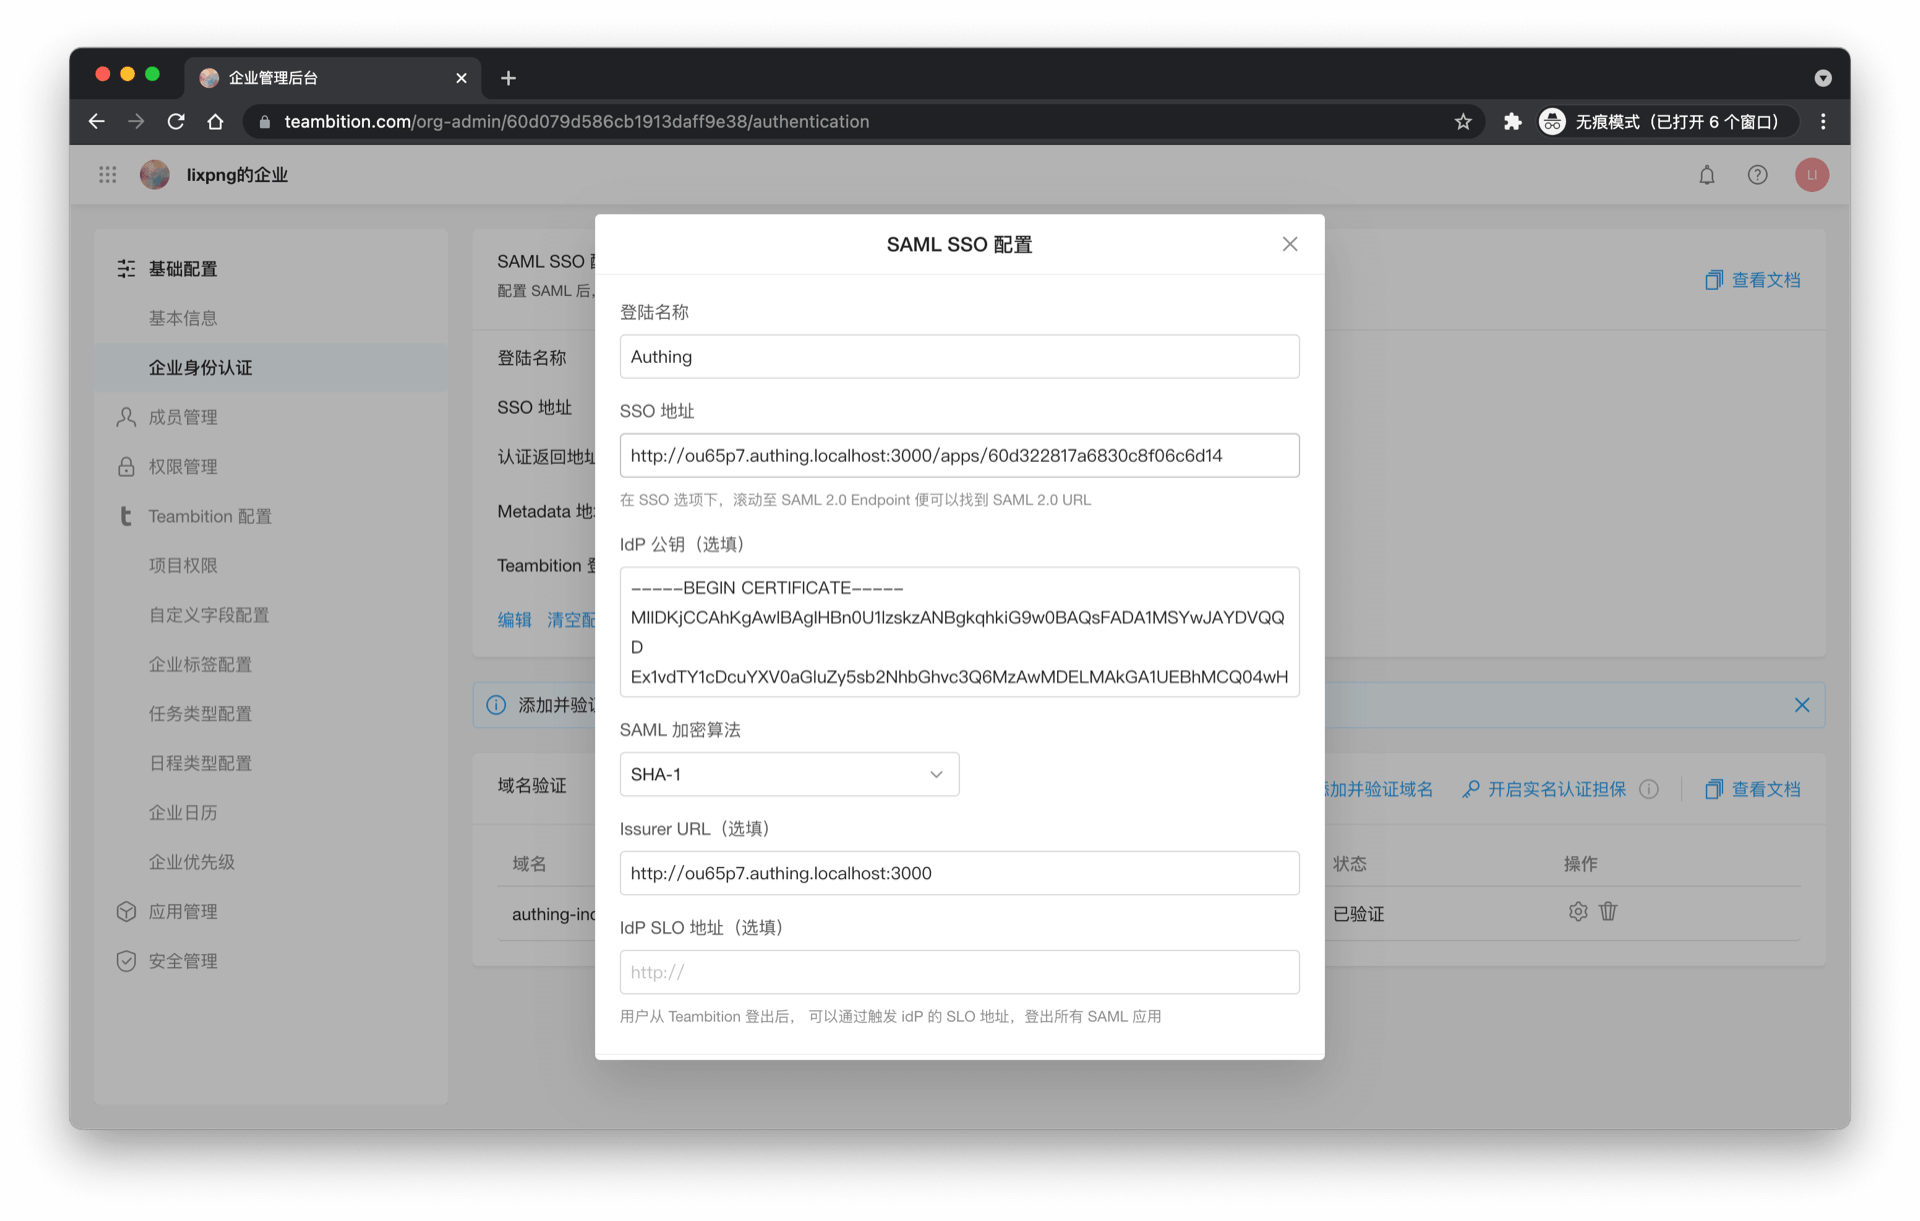 企业管理后台
teambition.com/org-admin/60d079d586cb1913daff9e38/authentication
无痕模式（已打开 6 个窗口）
lixpng的企业
LI
基础配置
基本信息
企业身份认证
成员管理
权限管理
Teambition 配置
项目权限
自定义字段配置
企业标签配置
任务类型配置
日程类型配置
企业日历
企业优先级
应用管理
安全管理
SAML SSO
配置 SAML 后,
查看文档
登陆名称
SSO 地址
认证返回地址
Metadata 地
Teambition
编辑 清空配
添加并验证
域名验证
加并验证域名
开启实名认证担保
查看文档
域名
状态
操作
authing-inc
已验证
SAML SSO 配置
登陆名称
Authing
SSO 地址
http://ou65p7.authing.localhost:3000/apps/60d322817a6830c8f06c6d14
在 SSO 选项下，滚动至 SAML 2.0 Endpoint 便可以找到 SAML 2.0 URL
IdP 公钥（选填）
-----BEGIN CERTIFICATE-----
MIIDKjCCAhKgAwIBAgIHBn0U1lzskzANBgkqhkiG9w0BAQsFADA1MSYwJAYDVQQ
D
Ex1vdTY1cDcuYXV0aGluZy5sb2NhbGhvc3Q6MzAwMDELMAkGA1UEBhMCQ04wH
SAML 加密算法
SHA-1
Issurer URL（选填）
http://ou65p7.authing.localhost:3000
IdP SLO 地址（选填）
http://
用户从 Teambition 登出后， 可以通过触发 idP 的 SLO 地址，登出所有 SAML 应用